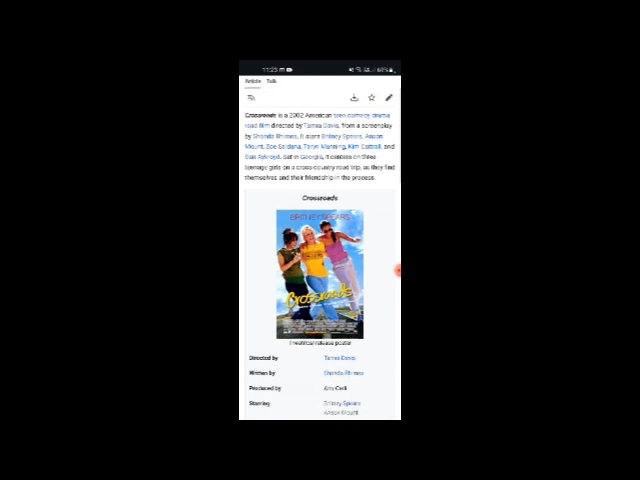 11:23
Article Talk
Crossroads is a 2002 American teen comedy drama
road film directed by Tamra Davis, from a screenplay
by Shonda Rhimes. It stars Britney Spears, Anson
Mount, Zoe Saldana, Taryn Manning, Kim Cattrall, and
Dan Aykroyd. Set in Georgia, it centers on three
teenage girls on a cross-country road trip, as they find
themselves and their friendship in the process.
Crossroads
BRITNEY SPEARS
Crossroads
Theatrical release poster
Directed by Tamra Davis
Written by Shonda Rhimes
Produced by Ann Carli
Starring Britney Spears
Anson Mount